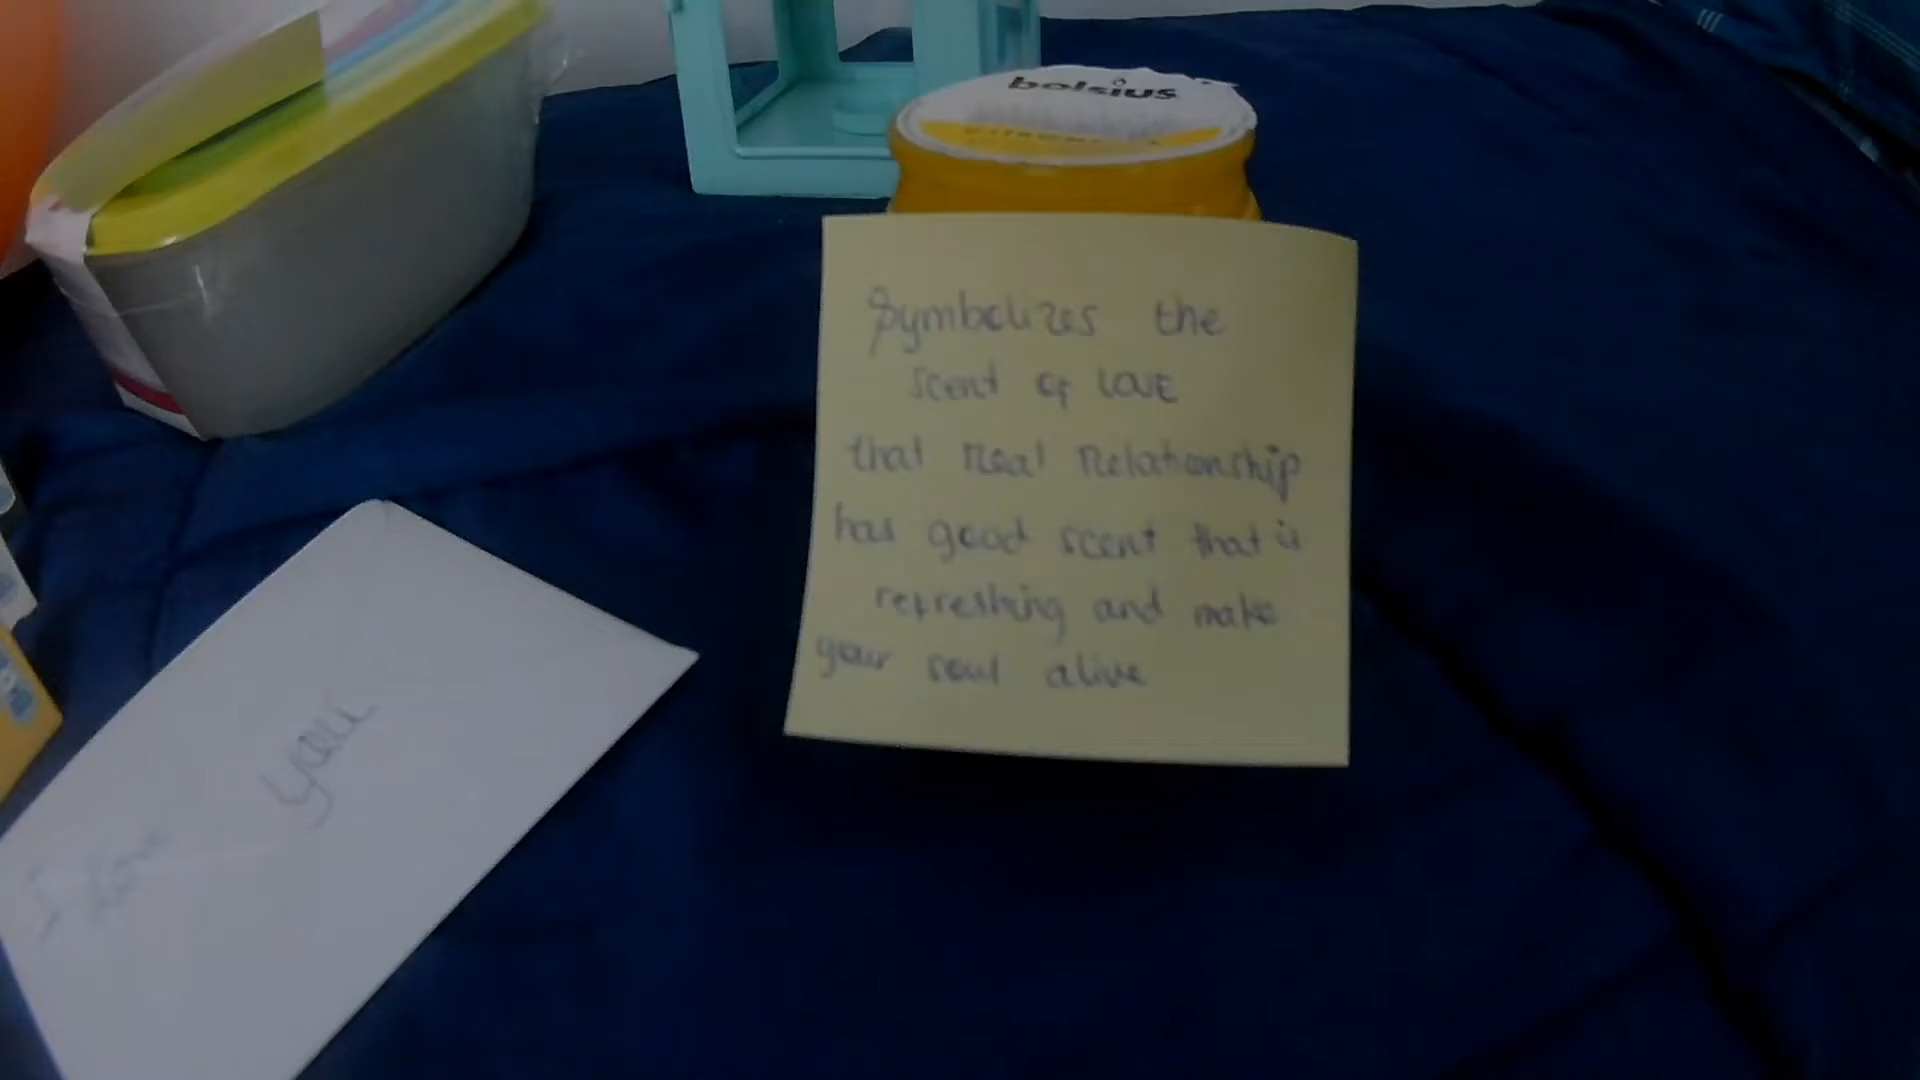 bolsius
Symbolizes the
scent of LOVE
that Real Relationship
has good scent that is
refreshing and make
your soul alive
I Love you